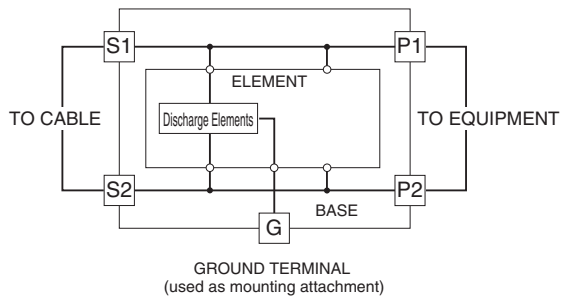 S1
P1
ELEMENT
TO CABLE
Discharge Elements
TO EQUIPMENT
S2
P2
BASE
G
GROUND TERMINAL
(used as mounting attachment)